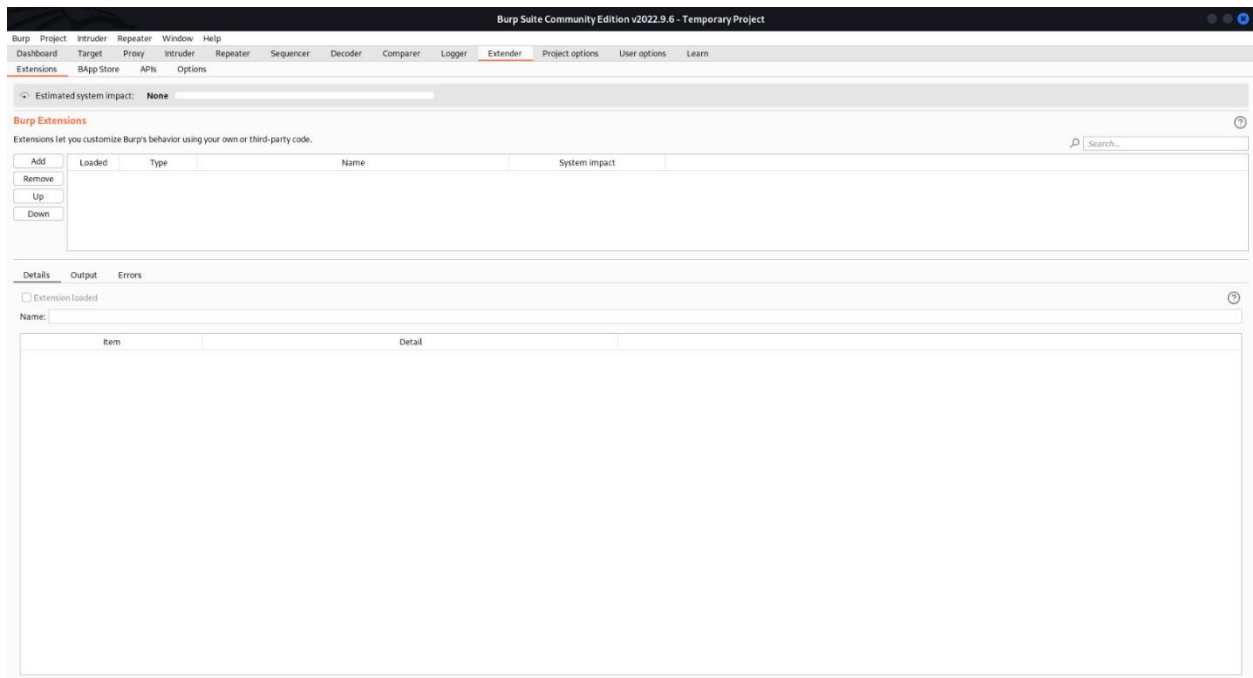 Burp Suite Community Edition v2022.9.6 - Temporary Project
Burp Project Intruder Repeater Window Help
Dashboard Target Proxy Intruder Repeater Sequencer Decoder Comparer Logger Extender Project options User options Learn
Extensions BApp Store APIs Options
Estimated system impact: None
Burp Extensions
Extensions let you customize Burp's behavior using your own or third-party code.
Search...
Add Loaded Type Name System impact
Remove
Up
Down
Details Output Errors
Extension loaded
Name:
Item Detail